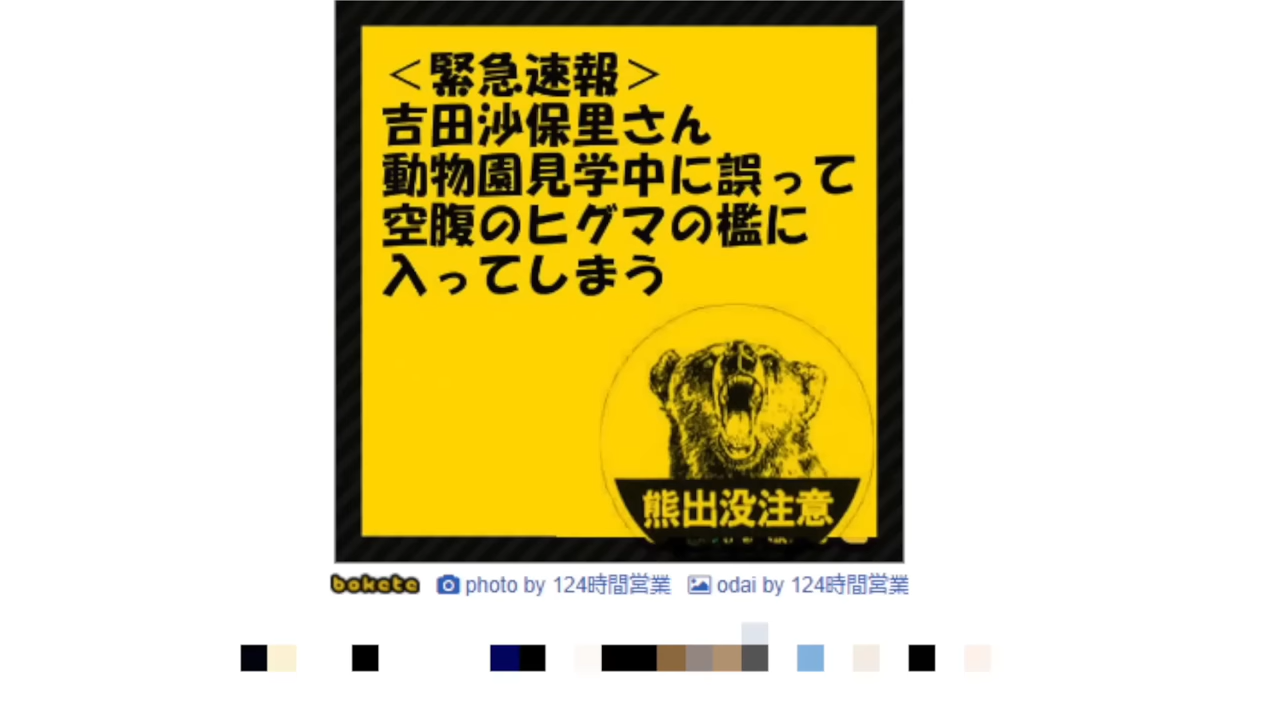 ＜緊急速報＞
吉田沙保里さん
動物園見学中に誤って
空腹のヒグマの檻に
入ってしまう
熊出没注意
bokete photo by 124時間営業 odai by 124時間営業